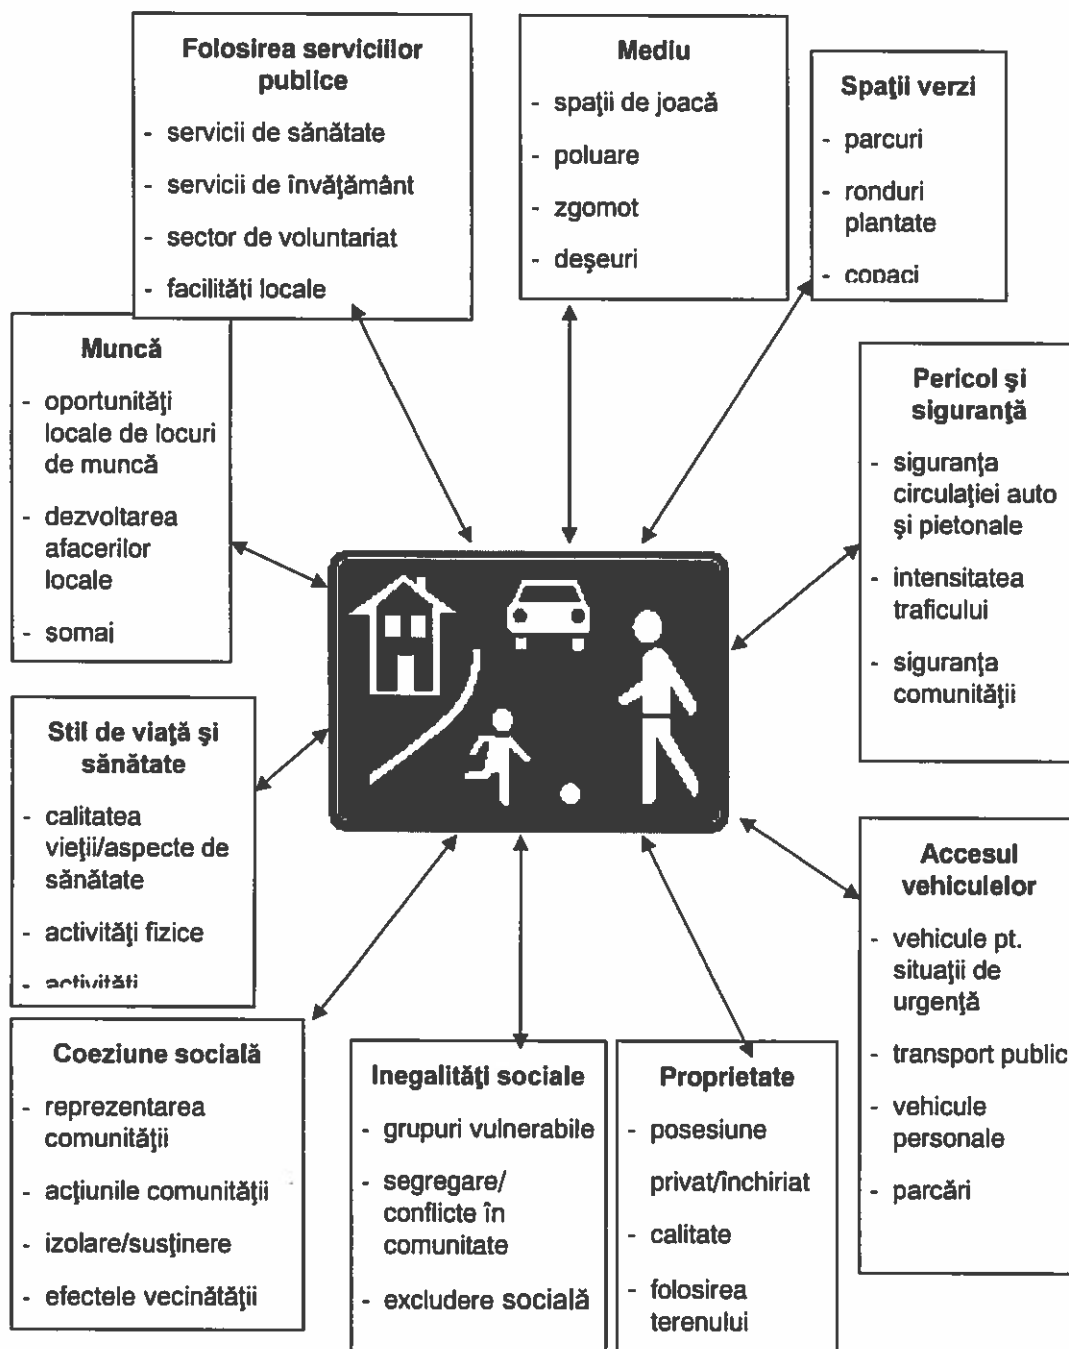 Folosirea serviciilor
publice
- servicii de sănătate
- servicii de învăţământ
- sector de voluntariat
- facilităţi locale
Mediu
- spaţii de joacă
- poluare
- zgomot
- deşeuri
Spaţii verzi
- parcuri
- ronduri
plantate
- copaci
Muncă
- oportunităţi
locale de locuri
de muncă
- dezvoltarea
afacerilor
locale
- somaj
Pericol şi
siguranţă
- siguranţa
circulaţiei auto
şi pietonale
- intensitatea
traficului
- siguranţa
comunităţii
Stil de viaţă şi
sănătate
- calitatea
vieţii/aspecte de
sănătate
- activităţi fizice
- activităţi
Accesul
vehiculelor
- vehicule pt.
situaţii de
urgenţă
- transport public
- vehicule
personale
- parcări
Coeziune socială
- reprezentarea
comunităţii
- acţiunile comunităţii
- izolare/susţinere
- efectele vecinătăţii
Inegalităţi sociale
- grupuri vulnerabile
- segregare/
conflicte în
comunitate
- excludere socială
Proprietate
- posesiune
privat/închiriat
- calitate
- folosirea
terenului